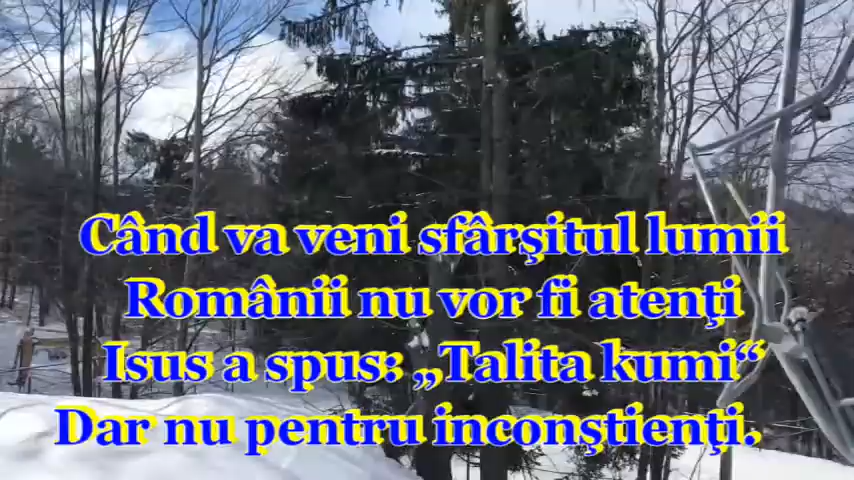 Când va veni sfârşitul lumii
Românii nu vor fi atenţi
Isus a spus: „Talita kumi“
Dar nu pentru inconştienţi.